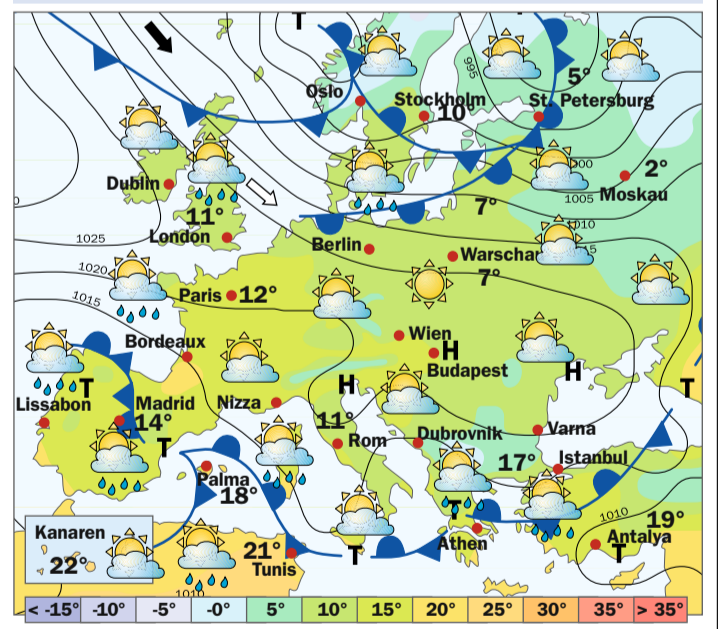 T
995
5°
Oslo
Stockholm
10°
St. Petersburg
2°
Moskau
1005
1010
Dublin
11°
London
7°
1025
Berlin
Warschau
7°
1020
1015
Paris 12°
Bordeaux
Wien
H
Budapest
H
H
T
T
Lissabon
Madrid
14°
Nizza
11°
Rom
Dubrovnik
Varna
T
17°
Istanbul
Palma
18°
T
Kanaren
22°
21°
Tunis
T
Athen
1010
19°
Antalya
T
1010
< -15° -10° -5° -0° 5° 10° 15° 20° 25° 30° 35° > 35°